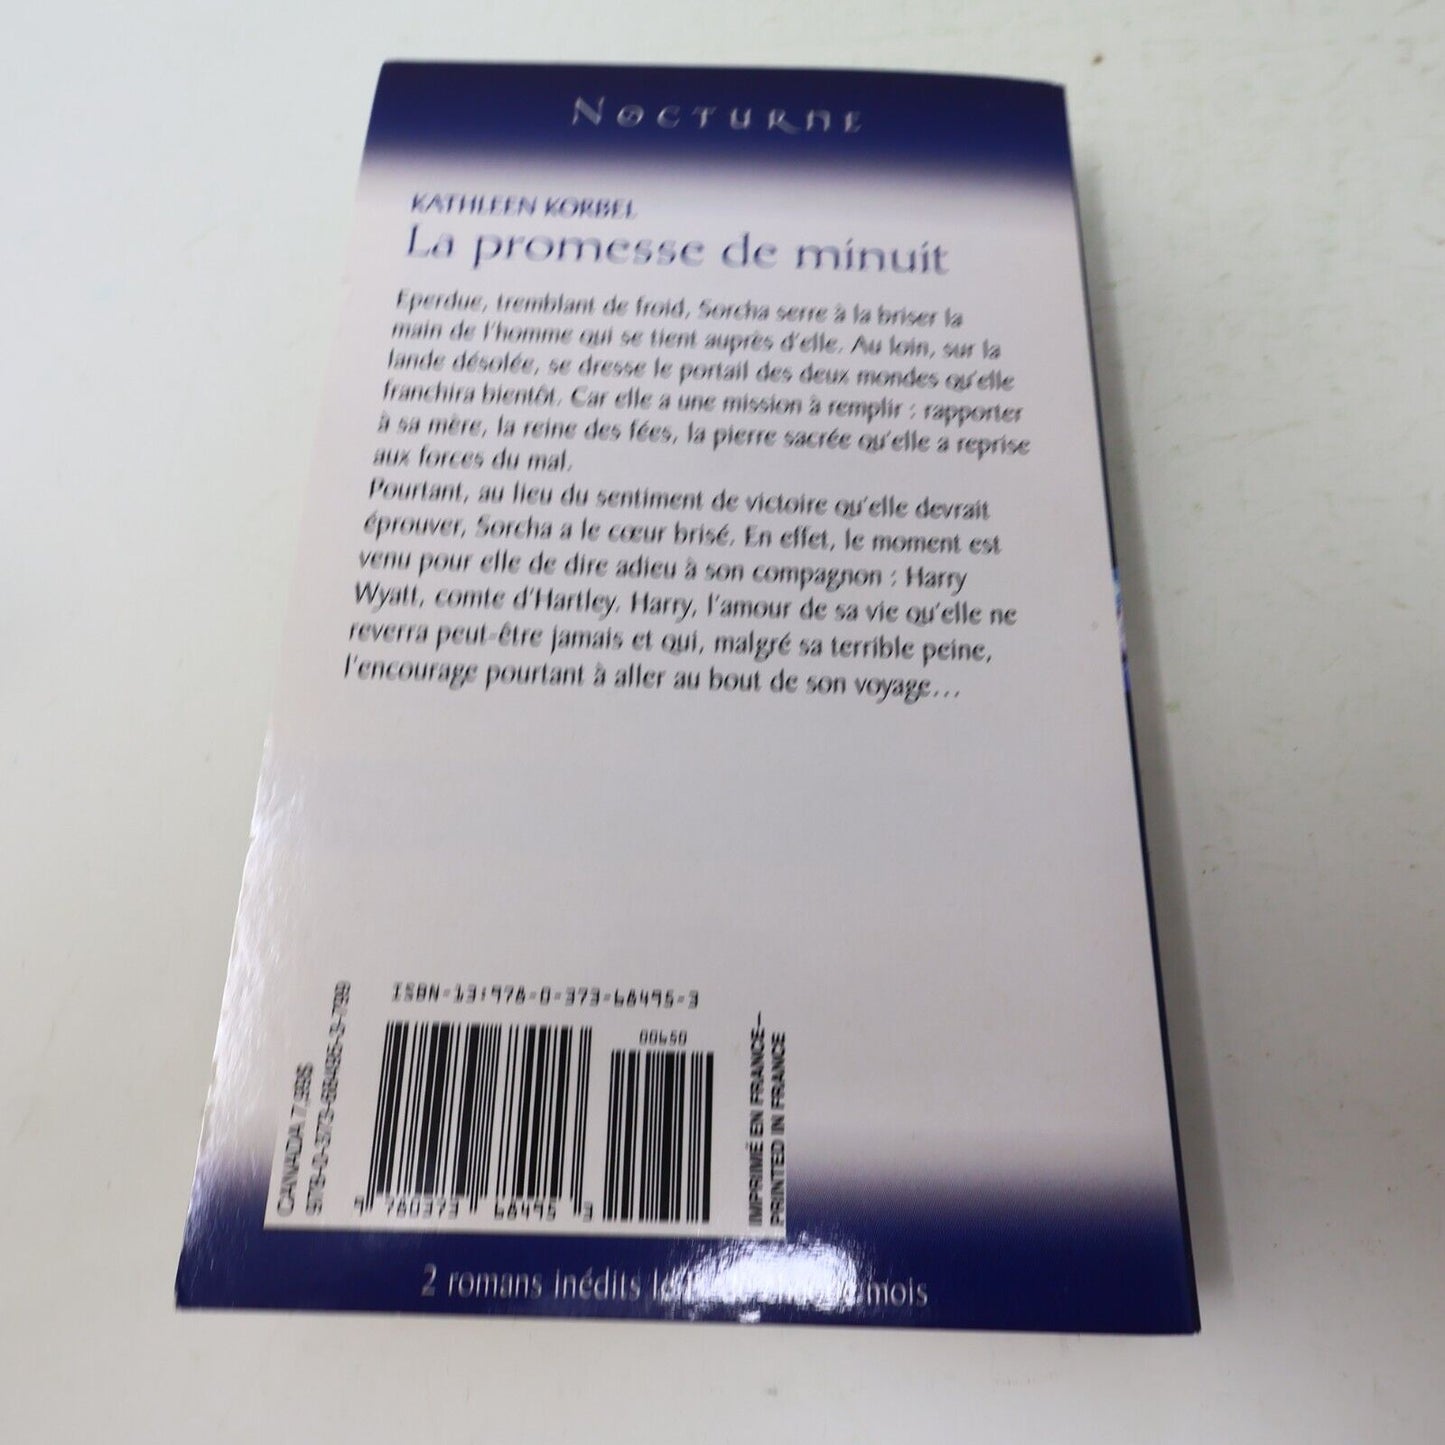 NOCTURNE
KATHLEEN KORBEL
La promesse de minuit
Eperdue, tremblant de froid, Sorcha serre à la briser la
main de l'homme qui se tient auprès d'elle. Au loin, sur la
lande désolée, se dresse le portail des deux mondes qu'elle
franchira bientôt. Car elle a une mission à remplir : rapporter
à sa mère, la reine des fées, la pierre sacrée qu'elle a reprise
aux forces du mal.
Pourtant, au lieu du sentiment de victoire qu'elle devrait
éprouver, Sorcha a le cœur brisé. En effet, le moment est
venu pour elle de dire adieu à son compagnon : Harry
Wyatt, comte d'Hartley. Harry, l'amour de sa vie qu'elle ne
reverra peut-être jamais et qui, malgré sa terrible peine,
l'encourage pourtant à aller au bout de son voyage...
ISBN-13:978-0-373-68495-3
00650
9 780373 684953
CANADA 7,99$
IMPRIMÉ EN FRANCE-
PRINTED IN FRANCE
2 romans inédits le mois